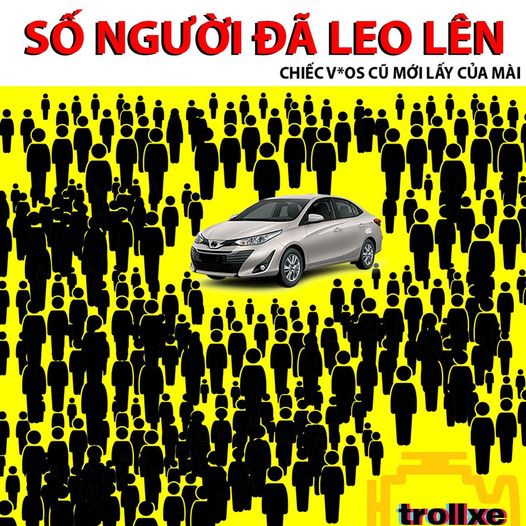 SỐ NGƯỜI ĐÃ LEO LÊN
CHIẾC V*OS CŨ MỚI LẤY CỦA MÀI
trollxe